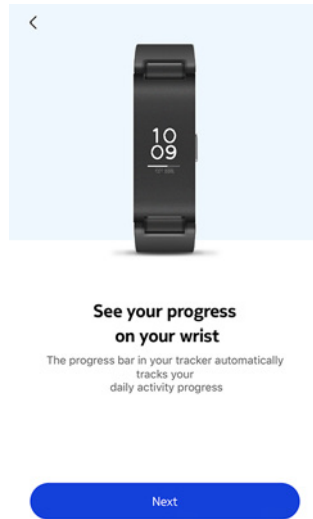 10
09
See your progress
on your wrist
The progress bar in your tracker automatically
tracks your
daily activity progress
Next